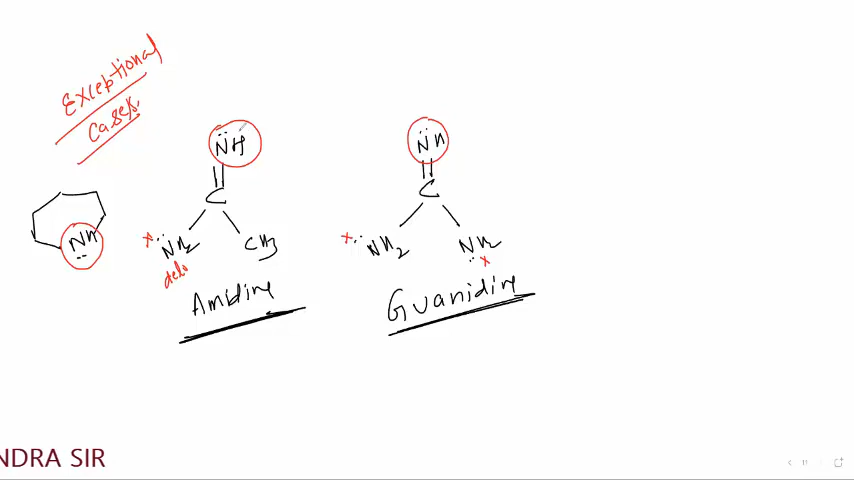 Exceptional
Cases.
NH
C
x NH2
delo
CH3
Amidine
NH
NH
C
x NH2
NH2
x
Guanidine
NDRA SIR